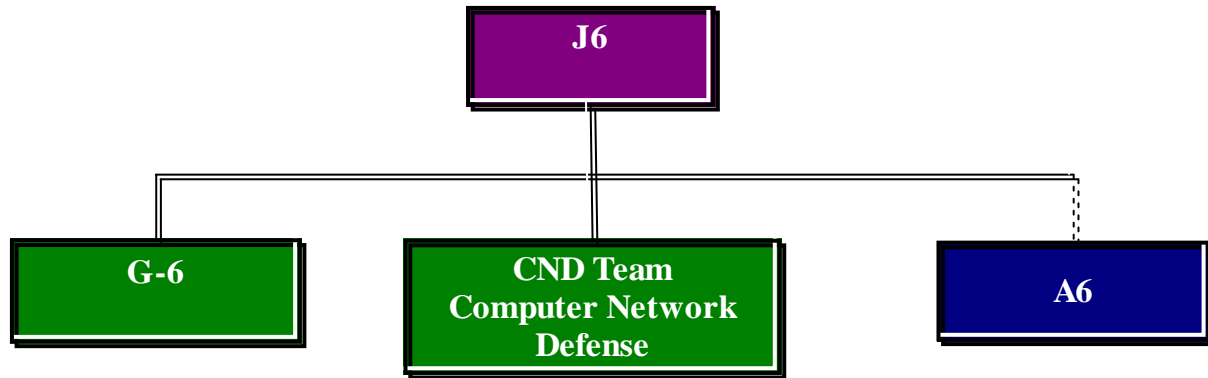 J6
G-6
CND Team
Computer Network
Defense
A6